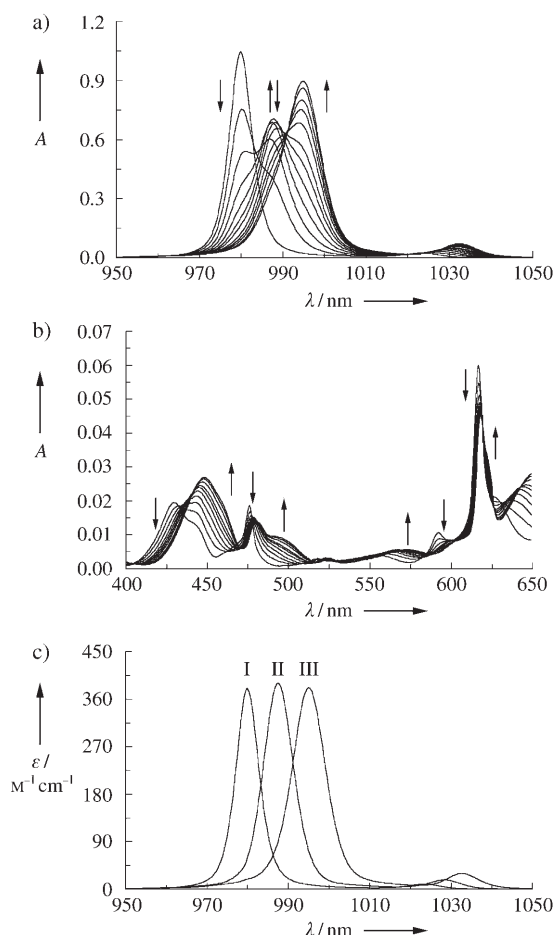 a)
1.2
0.9
A
0.6
0.3
0.0
950 970 990 1010 1030 1050
λ / nm
b)
0.07
0.06
0.05
A
0.04
0.03
0.02
0.01
0.00
400 450 500 550 600 650
λ / nm
c)
450
I II III
360
270
ε /
M⁻¹ cm⁻¹
180
90
0
950 970 990 1010 1030 1050
λ / nm